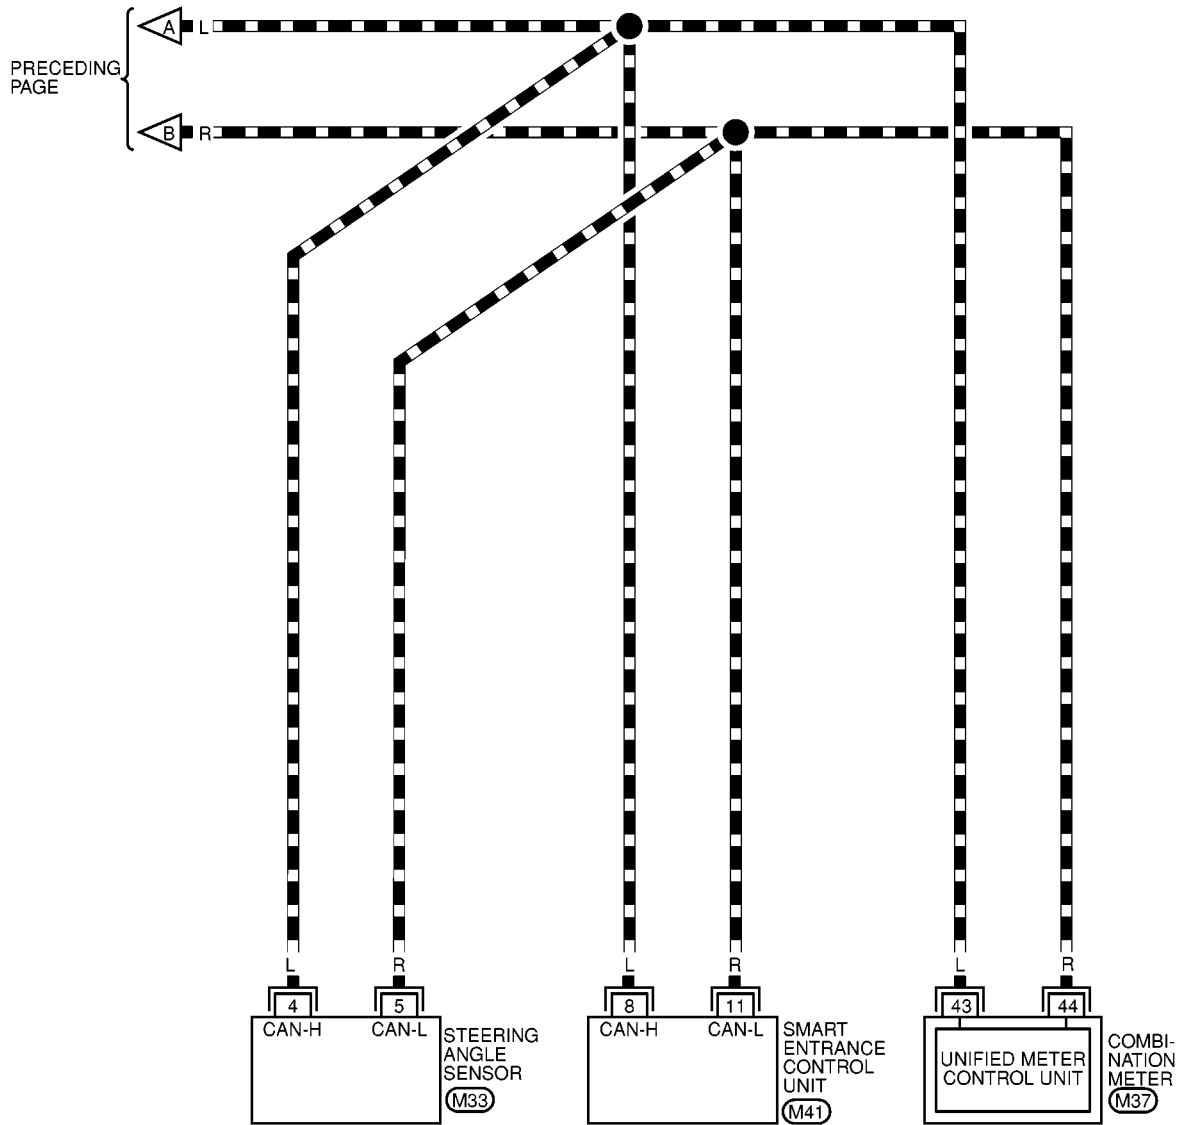 A L
PRECEDING
PAGE
B R
L R L R L R
4 5 8 11 43 44
CAN-H CAN-L
STEERING
ANGLE
SENSOR
M33
CAN-H CAN-L
SMART
ENTRANCE
CONTROL
UNIT
M41
UNIFIED METER
CONTROL UNIT
COMBI-
NATION
METER
M37